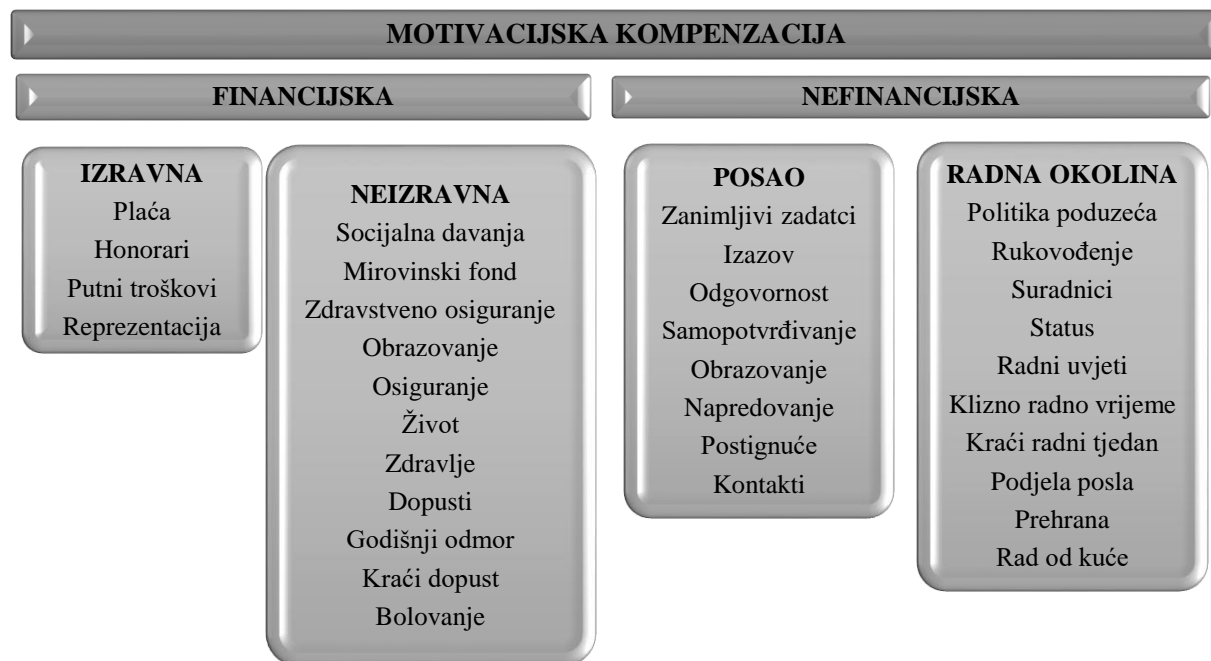 MOTIVACIJSKA KOMPENZACIJA
FINANCIJSKA
NEFINANCIJSKA
IZRAVNA
Plaća
Honorari
Putni troškovi
Reprezentacija
NEIZRAVNA
Socijalna davanja
Mirovinski fond
Zdravstveno osiguranje
Obrazovanje
Osiguranje
Život
Zdravlje
Dopusti
Godišnji odmor
Kraći dopust
Bolovanje
POSAO
Zanimljivi zadatci
Izazov
Odgovornost
Samopotvrđivanje
Obrazovanje
Napredovanje
Postignuće
Kontakti
RADNA OKOLINA
Politika poduzeća
Rukovođenje
Suradnici
Status
Radni uvjeti
Klizno radno vrijeme
Kraći radni tjedan
Podjela posla
Prehrana
Rad od kuće